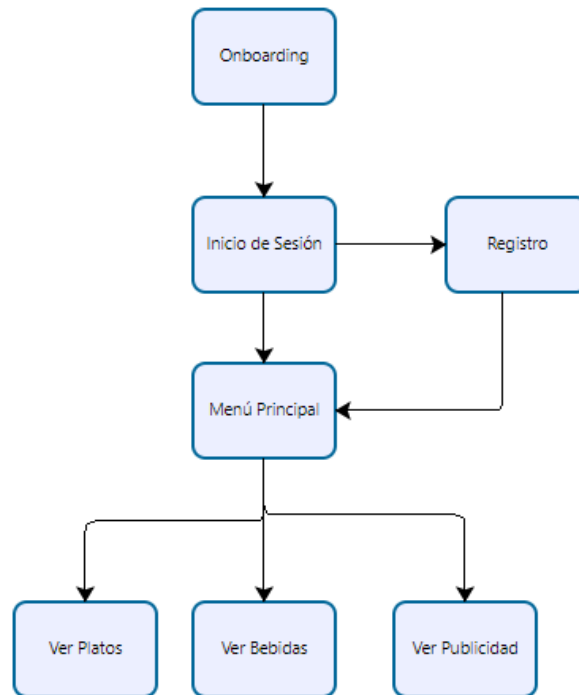 Onboarding
Inicio de Sesión
Registro
Menú Principal
Ver Platos
Ver Bebidas
Ver Publicidad